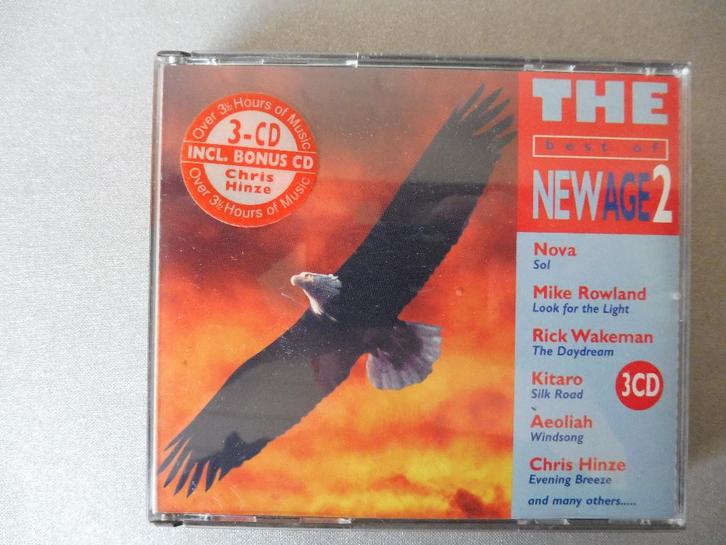 Over 3½ Hours of Music
3-CD
INCL. BONUS CD
Chris
Hinze
Over 3½ Hours of Music
THE
best of
NEW AGE 2
Nova
Sol
Mike Rowland
Look for the Light
Rick Wakeman
The Daydream
Kitaro
Silk Road
3CD
Aeoliah
Windsong
Chris Hinze
Evening Breeze
and many others.....